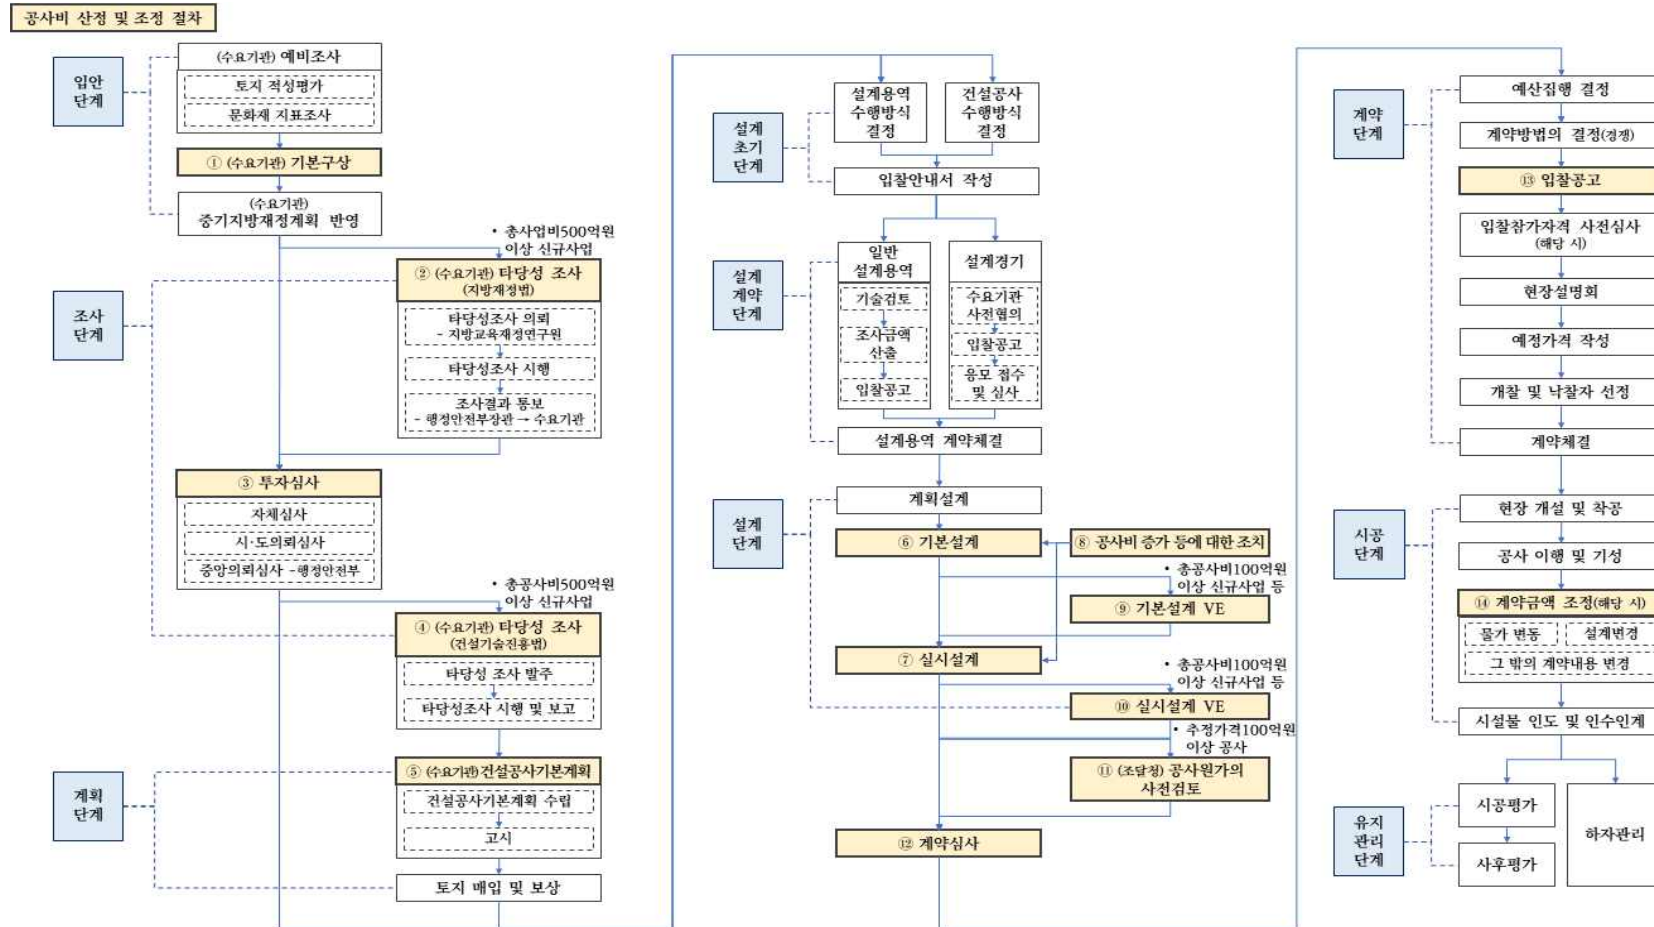 공사비 산정 및 조정 절차
입안
단계
(수요기관) 예비조사
토지 적성평가
문화재 지표조사
① (수요기관) 기본구상
(수요기관)
중기지방재정계획 반영
• 총사업비500억원
이상 신규사업
조사
단계
② (수요기관) 타당성 조사
(지방재정법)
타당성조사 의뢰
- 지방교육재정연구원
타당성조사 시행
조사결과 통보
- 행정안전부장관 → 수요기관
③ 투자심사
자체심사
시·도의뢰심사
중앙의뢰심사 -행정안전부
• 총공사비500억원
이상 신규사업
④ (수요기관) 타당성 조사
(건설기술진흥법)
타당성 조사 발주
타당성조사 시행 및 보고
계획
단계
⑤ (수요기관)건설공사기본계획
건설공사기본계획 수립
고시
토지 매입 및 보상
설계
초기
단계
설계용역
수행방식
결정
건설공사
수행방식
결정
입찰안내서 작성
설계
계약
단계
일반
설계용역
기술검토
조사금액
산출
입찰공고
설계경기
수요기관
사전협의
입찰공고
응모 접수
및 심사
설계용역 계약체결
설계
단계
계획설계
⑥ 기본설계
⑧ 공사비 증가 등에 대한 조치
• 총공사비100억원
이상 신규사업 등
⑨ 기본설계 VE
⑦ 실시설계
• 총공사비100억원
이상 신규사업 등
⑩ 실시설계 VE
• 추정가격100억원
이상 공사
⑪ (조달청) 공사원가의
사전검토
⑫ 계약심사
계약
단계
예산집행 결정
계약방법의 결정(경쟁)
⑬ 입찰공고
입찰참가자격 사전심사
(해당 시)
현장설명회
예정가격 작성
개찰 및 낙찰자 선정
계약체결
시공
단계
현장 개설 및 착공
공사 이행 및 기성
⑭ 계약금액 조정(해당 시)
물가 변동
설계변경
그 밖의 계약내용 변경
시설물 인도 및 인수인계
유지
관리
단계
시공평가
사후평가
하자관리